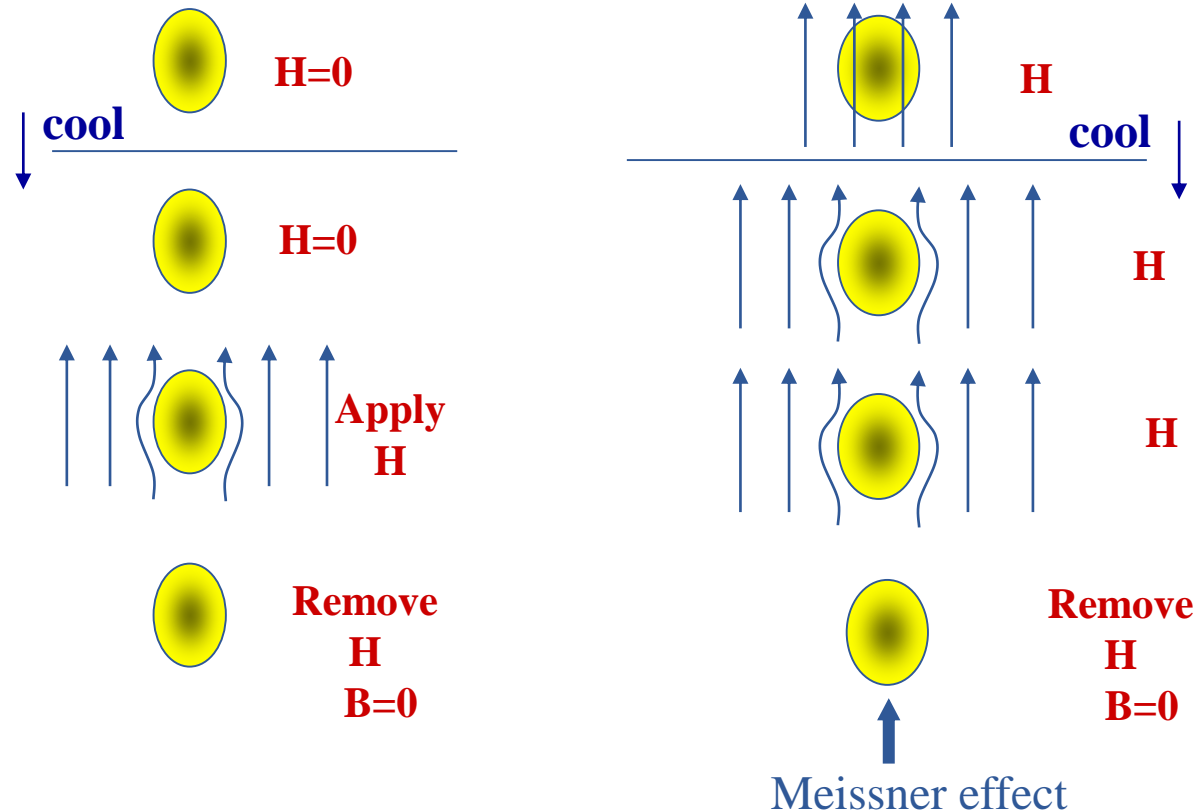 H=0
cool
H=0
Apply
H
Remove
H
B=0
H
cool
H
H
Remove
H
B=0
Meissner effect